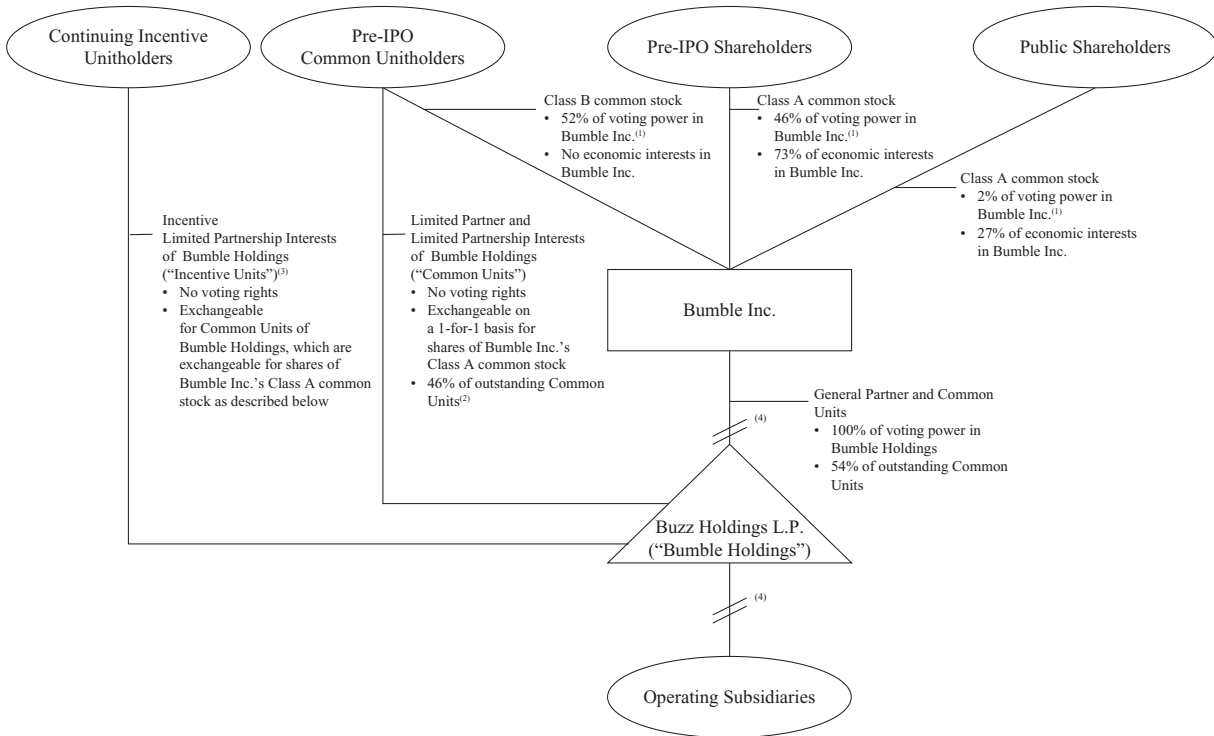 Continuing Incentive
Unitholders
Pre-IPO
Common Unitholders
Pre-IPO Shareholders
Public Shareholders
Class B common stock
• 52% of voting power in
Bumble Inc.(1)
• No economic interests in
Bumble Inc.
Class A common stock
• 46% of voting power in
Bumble Inc.(1)
• 73% of economic interests
in Bumble Inc.
Class A common stock
• 2% of voting power in
Bumble Inc.(1)
• 27% of economic interests
in Bumble Inc.
Incentive
Limited Partnership Interests
of Bumble Holdings
(“Incentive Units”)(3)
• No voting rights
• Exchangeable
for Common Units of
Bumble Holdings, which are
exchangeable for shares of
Bumble Inc.’s Class A common
stock as described below
Limited Partner and
Limited Partnership Interests
of Bumble Holdings
(“Common Units”)
• No voting rights
• Exchangeable on
a 1-for-1 basis for
shares of Bumble Inc.’s
Class A common stock
• 46% of outstanding Common
Units(2)
Bumble Inc.
General Partner and Common
Units
• 100% of voting power in
Bumble Holdings
• 54% of outstanding Common
Units
(4)
Buzz Holdings L.P.
(“Bumble Holdings”)
(4)
Operating Subsidiaries